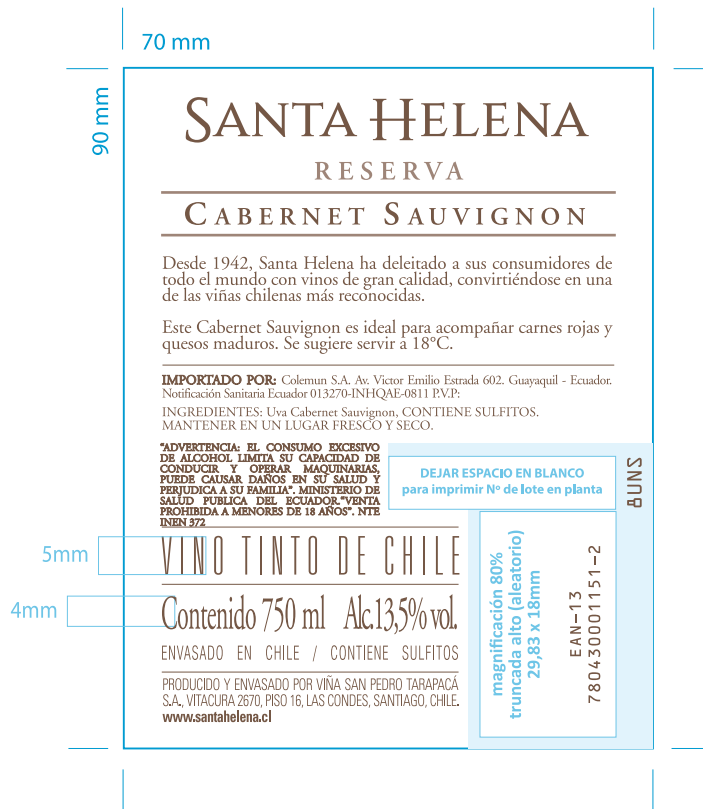 70 mm
90 mm
SANTA HELENA
RESERVA
CABERNET SAUVIGNON
Desde 1942, Santa Helena ha deleitado a sus consumidores de
todo el mundo con vinos de gran calidad, convirtiéndose en una
de las viñas chilenas más reconocidas.
Este Cabernet Sauvignon es ideal para acompañar carnes rojas y
quesos maduros. Se sugiere servir a 18°C.
IMPORTADO POR: Colemun S.A. Av. Victor Emilio Estrada 602. Guayaquil - Ecuador.
Notificación Sanitaria Ecuador 013270-INHQAE-0811 P.V.P:
INGREDIENTES: Uva Cabernet Sauvignon, CONTIENE SULFITOS.
MANTENER EN UN LUGAR FRESCO Y SECO.
"ADVERTENCIA: EL CONSUMO EXCESIVO
DE ALCOHOL LIMITA SU CAPACIDAD DE
CONDUCIR Y OPERAR MAQUINARIAS,
PUEDE CAUSAR DAÑOS EN SU SALUD Y
PERJUDICA A SU FAMILIA". MINISTERIO DE
SALUD PUBLICA DEL ECUADOR."VENTA
PROHIBIDA A MENORES DE 18 AÑOS". NTE
INEN 372
DEJAR ESPACIO EN BLANCO
para imprimir Nº de lote en planta
8UNS
5mm
VINO TINTO DE CHILE
4mm
Contenido 750 ml Alc.13,5% vol.
ENVASADO EN CHILE / CONTIENE SULFITOS
PRODUCIDO Y ENVASADO POR VIÑA SAN PEDRO TARAPACÁ
S.A., VITACURA 2670, PISO 16, LAS CONDES, SANTIAGO, CHILE.
www.santahelena.cl
magnificación 80%
truncada alto (aleatorio)
29,83 x 18mm
EAN-13
780430001151-2